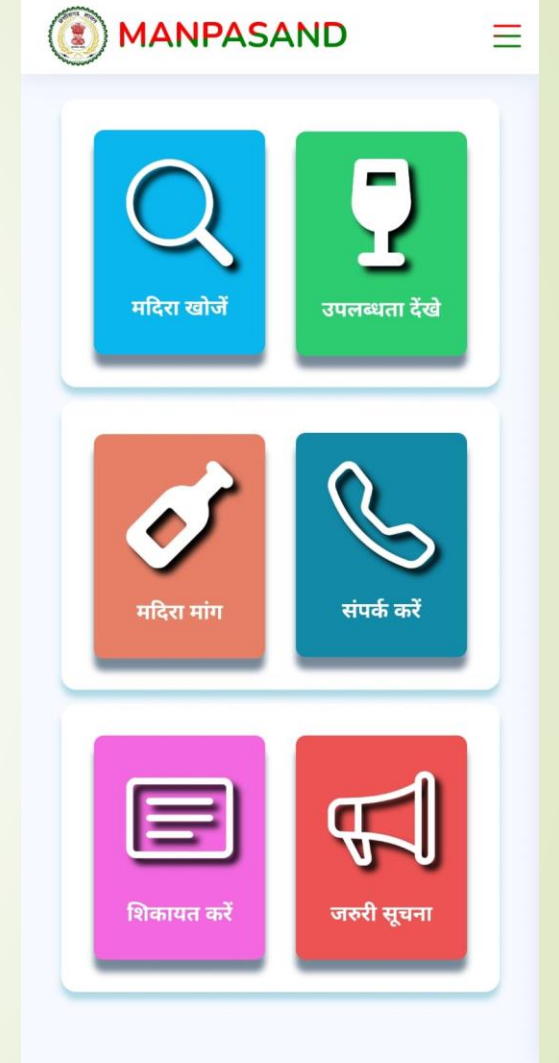 MANPASAND
मदिरा खोजें
उपलब्धता देंखे
मदिरा मांग
संपर्क करें
शिकायत करें
जरुरी सूचना